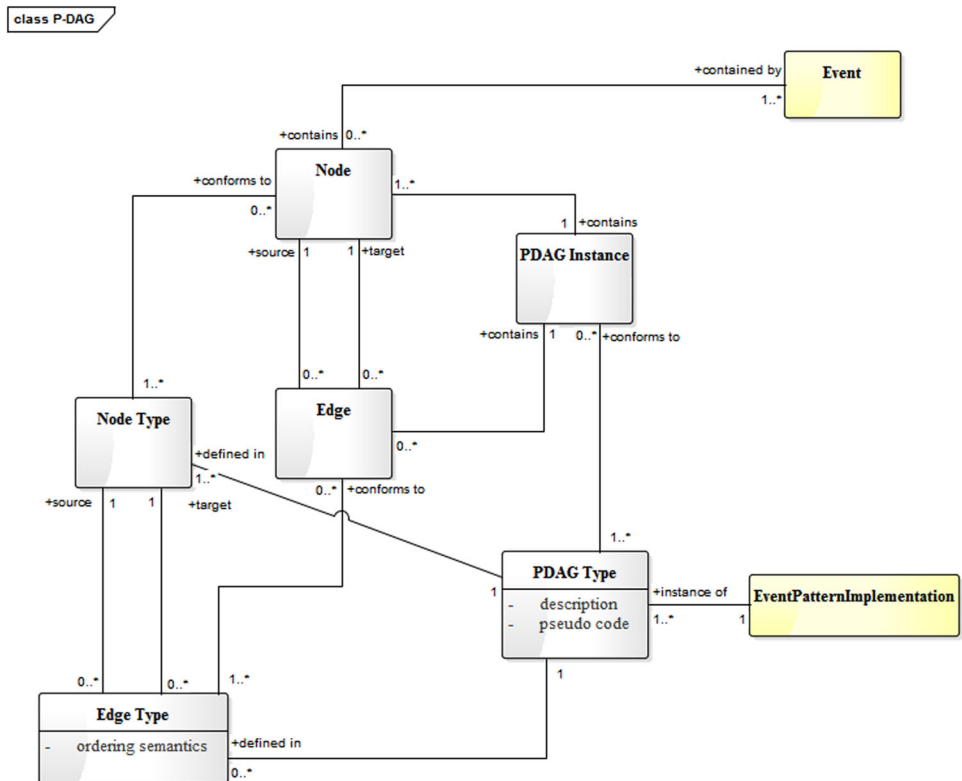 class P-DAG
+contained by
Event
1..*
+contains 0..*
Node
+conforms to
0..*
1..*
1 +contains
+source 1
1 +target
PDAG Instance
+contains 1
0..* +conforms to
0..*
0..*
1..*
Node Type
Edge
+defined in
0..*
1..*
+source 1
1 +target
0..* +conforms to
1..*
PDAG Type
- description
- pseudo code
+instance of
1..*
1
EventPatternImplementation
1
1
0..*
0..*
1..*
Edge Type
- ordering semantics
+defined in
0..*